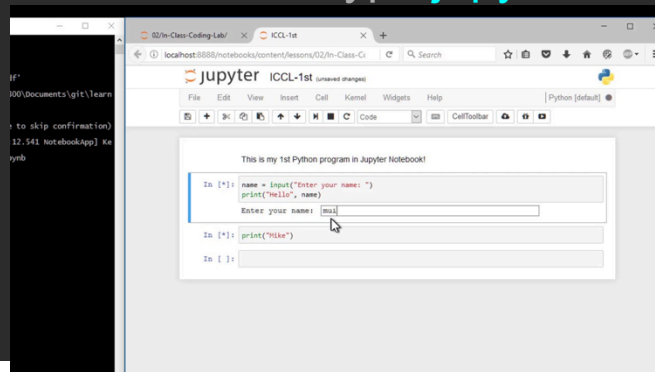 02/In-Class-Coding-Lab/
ICCL-1st
localhost:8888/notebooks/content/lessons/02/In-Class-Co
Search
jupyter ICCL-1st (unsaved changes)
File Edit View Insert Cell Kernel Widgets Help
Python [default]
Code CellToolbar
300\Documents\git\learn
e to skip confirmation)
12.541 NotebookApp] Ke
ynb
This is my 1st Python program in Jupyter Notebook!
In [*]: name = input("Enter your name: ")
print("Hello", name)
Enter your name: mui
In [*]: print("Mike")
In [ ]: